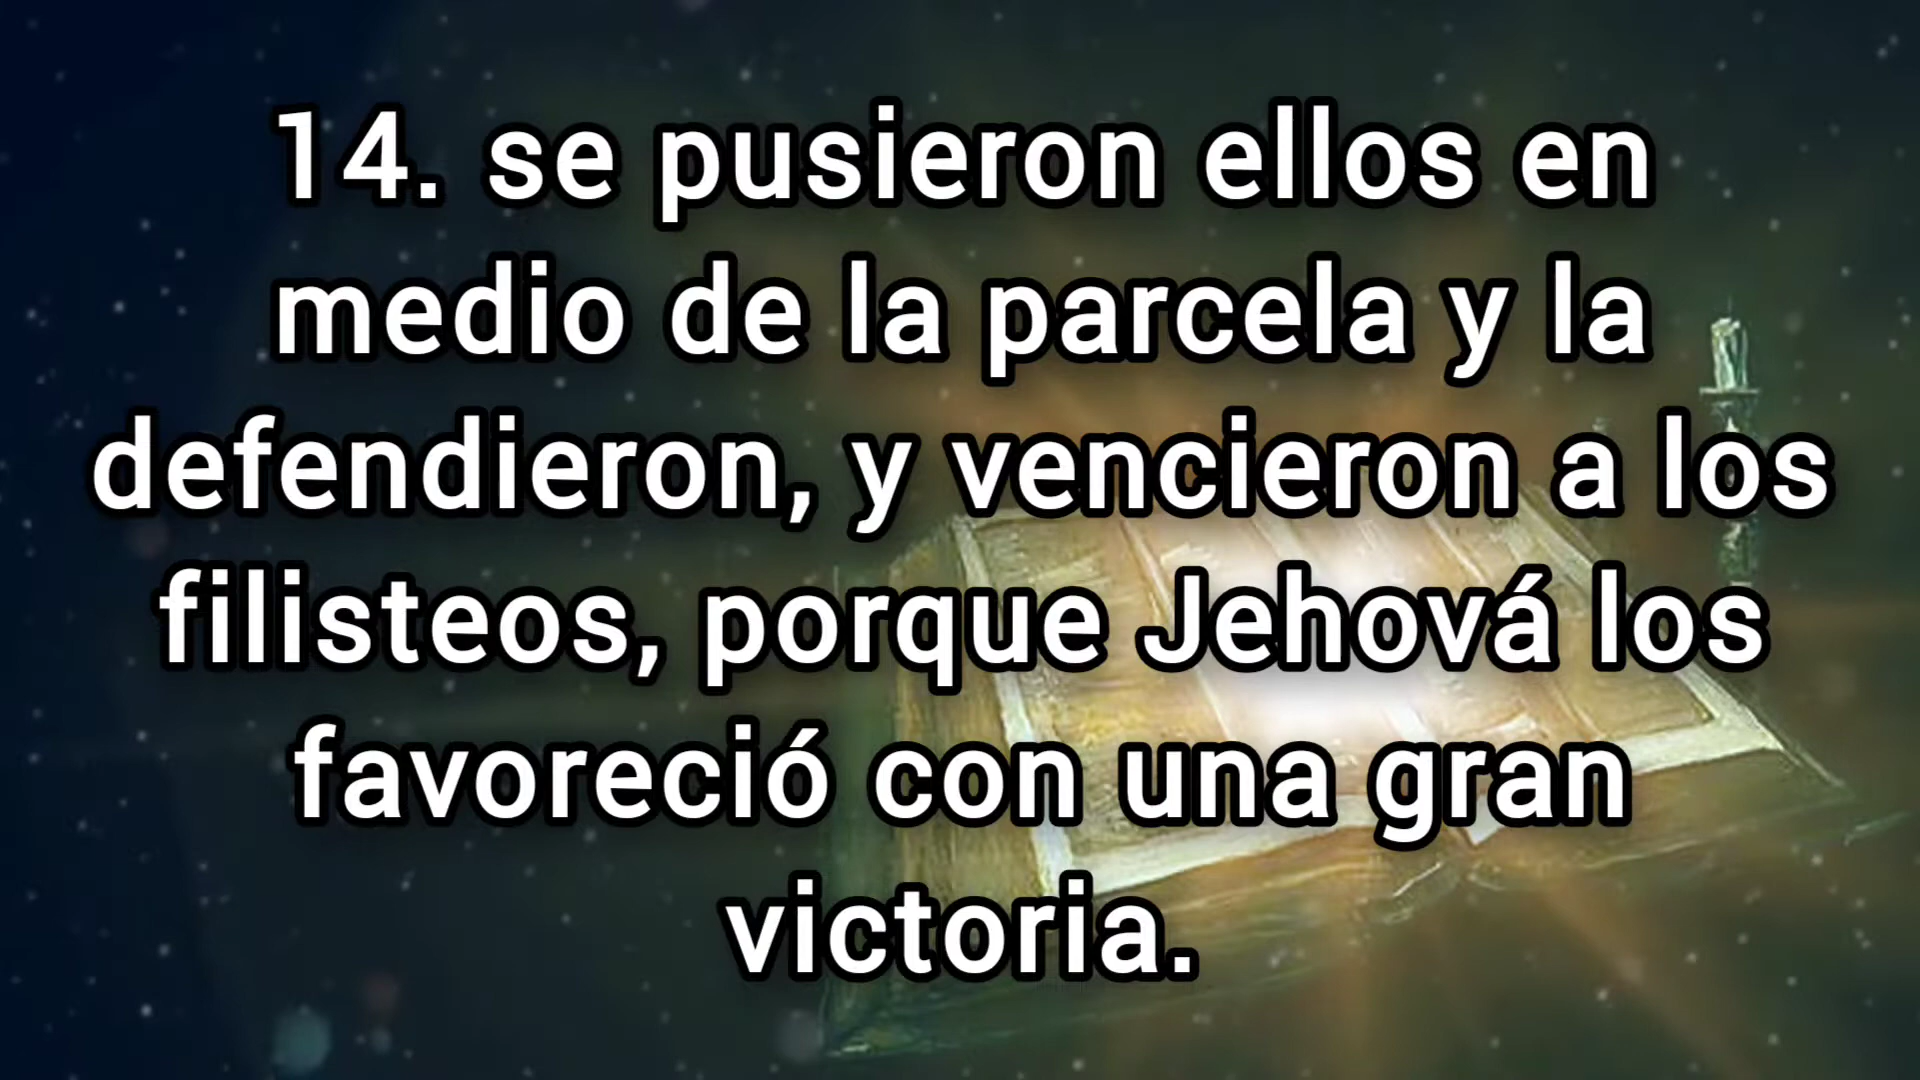 14. se pusieron ellos en
medio de la parcela y la
defendieron, y vencieron a los
filisteos, porque Jehová los
favoreció con una gran
victoria.